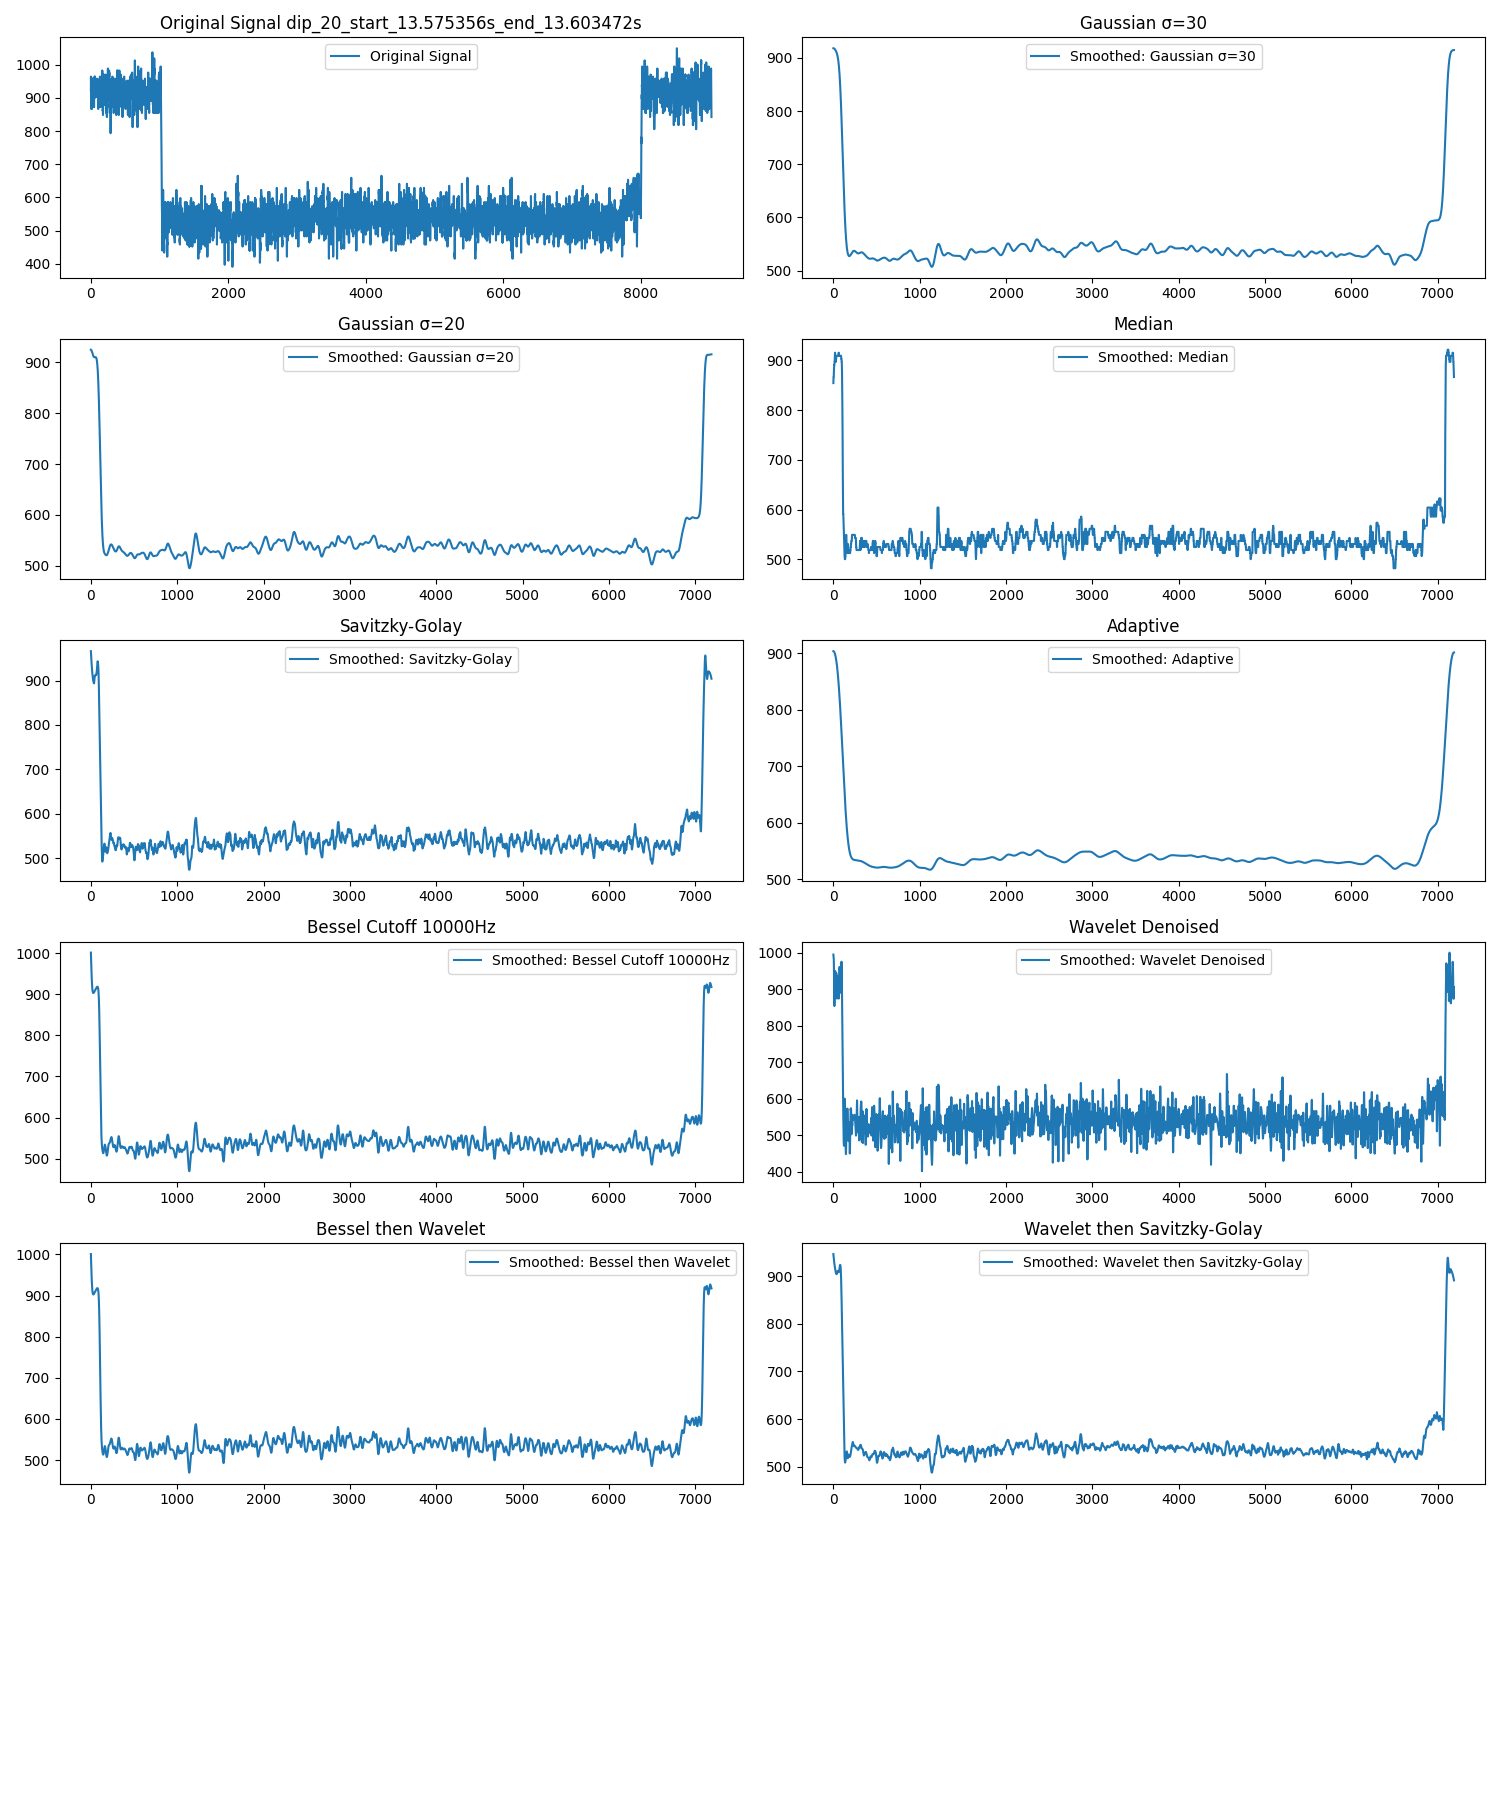 Original Signal dip_20_start_13.575356s_end_13.603472s
Original Signal
1000
900
800
700
600
500
400
0 2000 4000 6000 8000
Gaussian σ=30
Smoothed: Gaussian σ=30
900
800
700
600
500
0 1000 2000 3000 4000 5000 6000 7000
Gaussian σ=20
Smoothed: Gaussian σ=20
900
800
700
600
500
0 1000 2000 3000 4000 5000 6000 7000
Median
Smoothed: Median
900
800
700
600
500
0 1000 2000 3000 4000 5000 6000 7000
Savitzky-Golay
Smoothed: Savitzky-Golay
900
800
700
600
500
0 1000 2000 3000 4000 5000 6000 7000
Adaptive
Smoothed: Adaptive
900
800
700
600
500
0 1000 2000 3000 4000 5000 6000 7000
Bessel Cutoff 10000Hz
Smoothed: Bessel Cutoff 10000Hz
1000
900
800
700
600
500
0 1000 2000 3000 4000 5000 6000 7000
Wavelet Denoised
Smoothed: Wavelet Denoised
1000
900
800
700
600
500
400
0 1000 2000 3000 4000 5000 6000 7000
Bessel then Wavelet
Smoothed: Bessel then Wavelet
1000
900
800
700
600
500
0 1000 2000 3000 4000 5000 6000 7000
Wavelet then Savitzky-Golay
Smoothed: Wavelet then Savitzky-Golay
900
800
700
600
500
0 1000 2000 3000 4000 5000 6000 7000